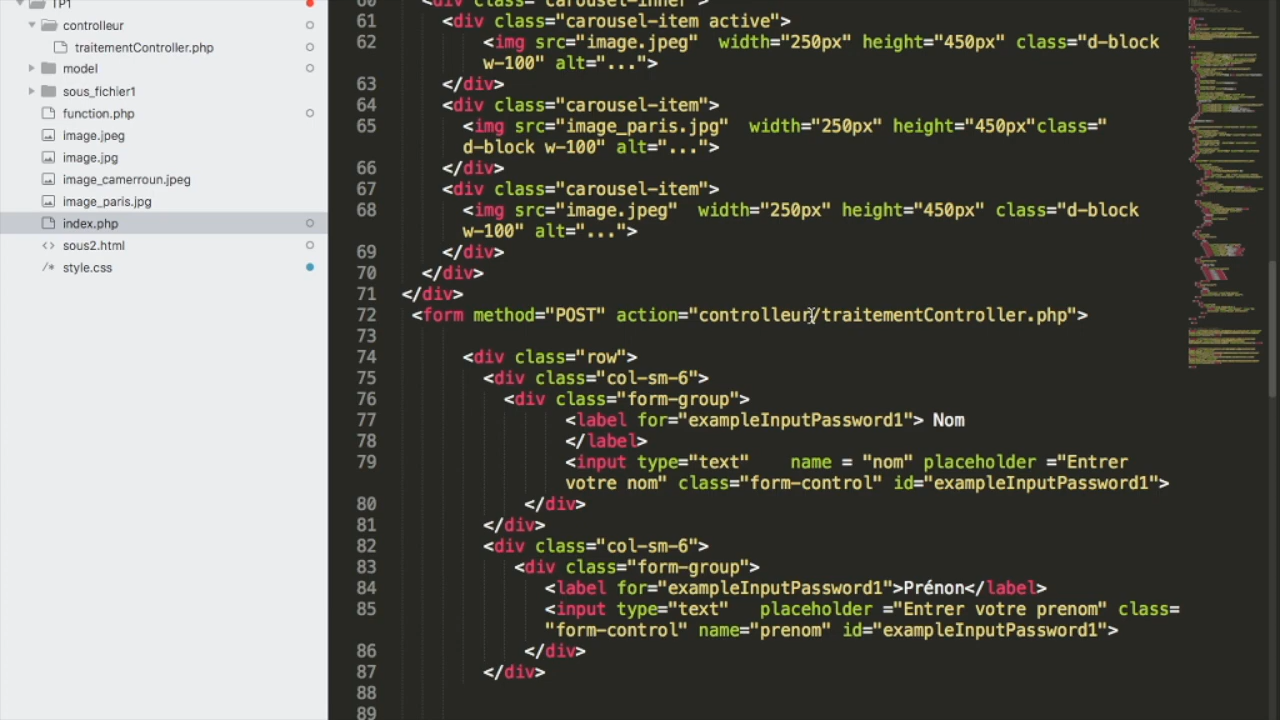 TP1
controlleur
traitementController.php
model
sous_fichier1
function.php
image.jpeg
image.jpg
image_camerroun.jpeg
image_paris.jpg
index.php
sous2.html
/* style.css
60 <div class="carousel-inner">
61 <div class="carousel-item active">
62 <img src="image.jpeg" width="250px" height="450px" class="d-block
w-100" alt="...">
63 </div>
64 <div class="carousel-item">
65 <img src="image_paris.jpg" width="250px" height="450px"class="
d-block w-100" alt="...">
66 </div>
67 <div class="carousel-item">
68 <img src="image.jpeg" width="250px" height="450px" class="d-block
w-100" alt="...">
69 </div>
70 </div>
71 </div>
72 <form method="POST" action="controlleur/traitementController.php">
73
74 <div class="row">
75 <div class="col-sm-6">
76 <div class="form-group">
77 <label for="exampleInputPassword1"> Nom
78 </label>
79 <input type="text" name = "nom" placeholder ="Entrer
votre nom" class="form-control" id="exampleInputPassword1">
80 </div>
81 </div>
82 <div class="col-sm-6">
83 <div class="form-group">
84 <label for="exampleInputPassword1">Prénon</label>
85 <input type="text" placeholder ="Entrer votre prenom" class=
"form-control" name="prenom" id="exampleInputPassword1">
86 </div>
87 </div>
88
89